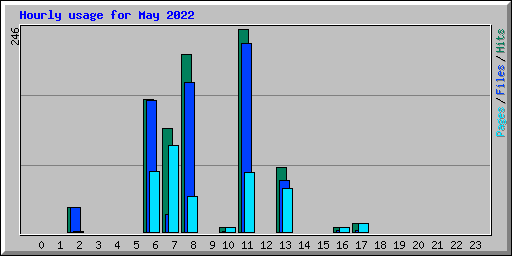 Hourly usage for May 2022
246
Pages/Files/Hits
0 1 2 3 4 5 6 7 8 9 10 11 12 13 14 15 16 17 18 19 20 21 22 23